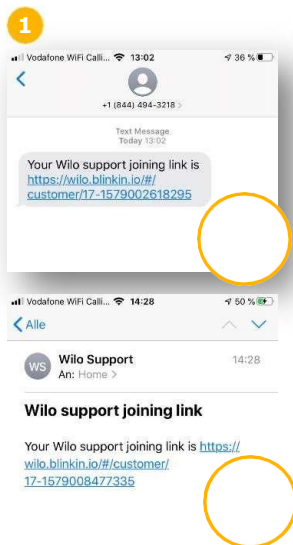 1
Vodafone WiFi Calli... 13:02 36 %
+1 (844) 494-3218 >
Text Message
Today 13:02
Your Wilo support joining link is
https://wilo.blinkin.io/#/
customer/17-1579002618295
Vodafone WiFi Calli... 14:28 50 %
Alle
WS
Wilo Support 14:28
An: Home >
Wilo support joining link
Your Wilo support joining link is https://
wilo.blinkin.io/#/customer/
17-1579008477335